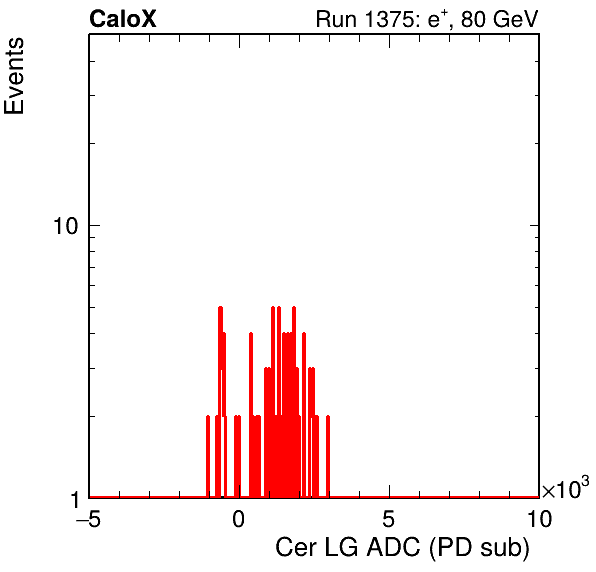 CaloX Run 1375: e⁺, 80 GeV
Events
10
1
−5 0 5 10
×10³
Cer LG ADC (PD sub)